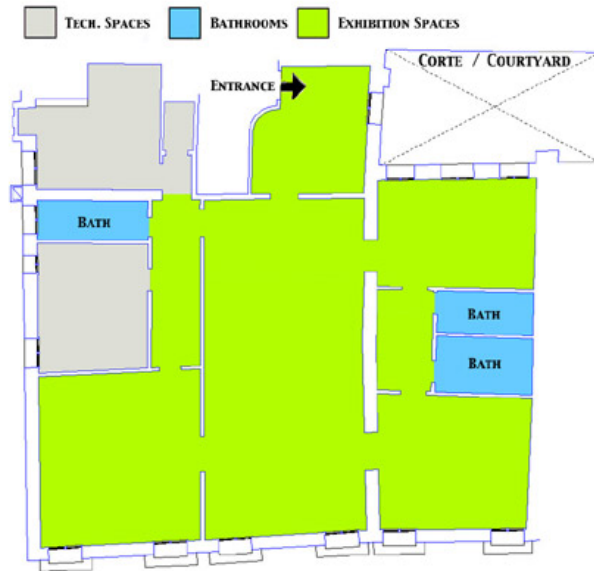 TECH. SPACES BATHROOMS EXHIBITION SPACES
CORTE / COURTYARD
ENTRANCE
BATH
BATH
BATH